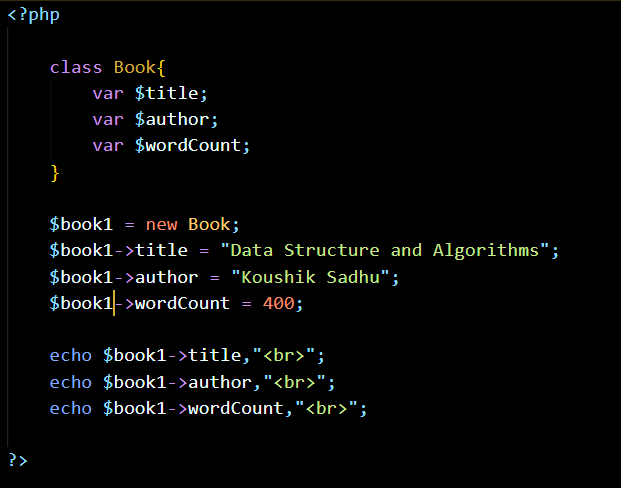 <?php
class Book{
var $title;
var $author;
var $wordCount;
}
$book1 = new Book;
$book1->title = "Data Structure and Algorithms";
$book1->author = "Koushik Sadhu";
$book1->wordCount = 400;
echo $book1->title,"<br>";
echo $book1->author,"<br>";
echo $book1->wordCount,"<br>";
?>